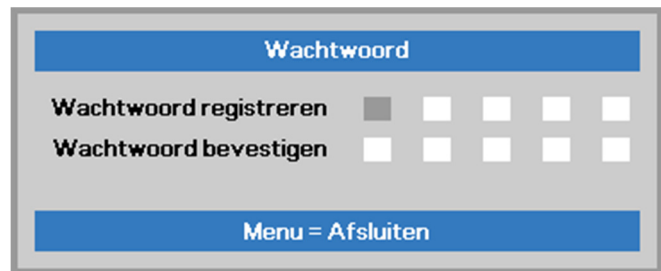 Wachtwoord
Wachtwoord registreren
Wachtwoord bevestigen
Menu = Afsluiten